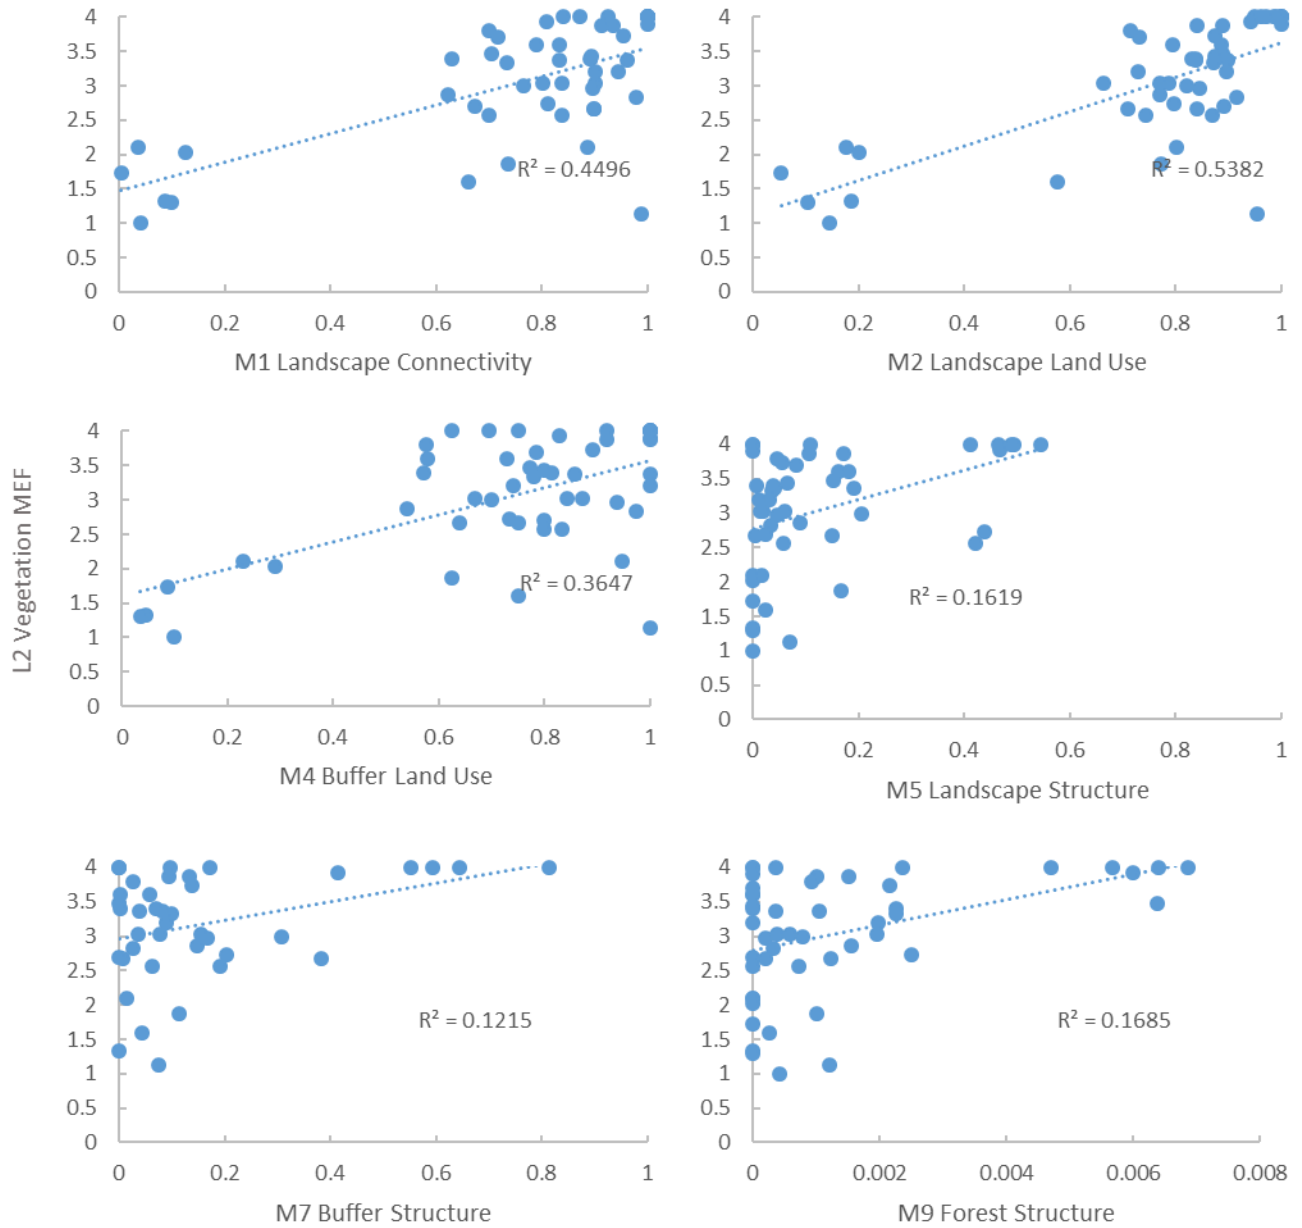 4
3.5
3
2.5
2
1.5
1
0.5
0
R² = 0.4496
0 0.2 0.4 0.6 0.8 1
M1 Landscape Connectivity
4
3.5
3
2.5
2
1.5
1
0.5
0
R² = 0.5382
0 0.2 0.4 0.6 0.8 1
M2 Landscape Land Use
L2 Vegetation MEF
4
3.5
3
2.5
2
1.5
1
0.5
0
R² = 0.3647
0 0.2 0.4 0.6 0.8 1
M4 Buffer Land Use
4
3.5
3
2.5
2
1.5
1
0.5
0
R² = 0.1619
0 0.2 0.4 0.6 0.8 1
M5 Landscape Structure
4
3.5
3
2.5
2
1.5
1
0.5
0
R² = 0.1215
0 0.2 0.4 0.6 0.8 1
M7 Buffer Structure
4
3.5
3
2.5
2
1.5
1
0.5
0
R² = 0.1685
0 0.002 0.004 0.006 0.008
M9 Forest Structure